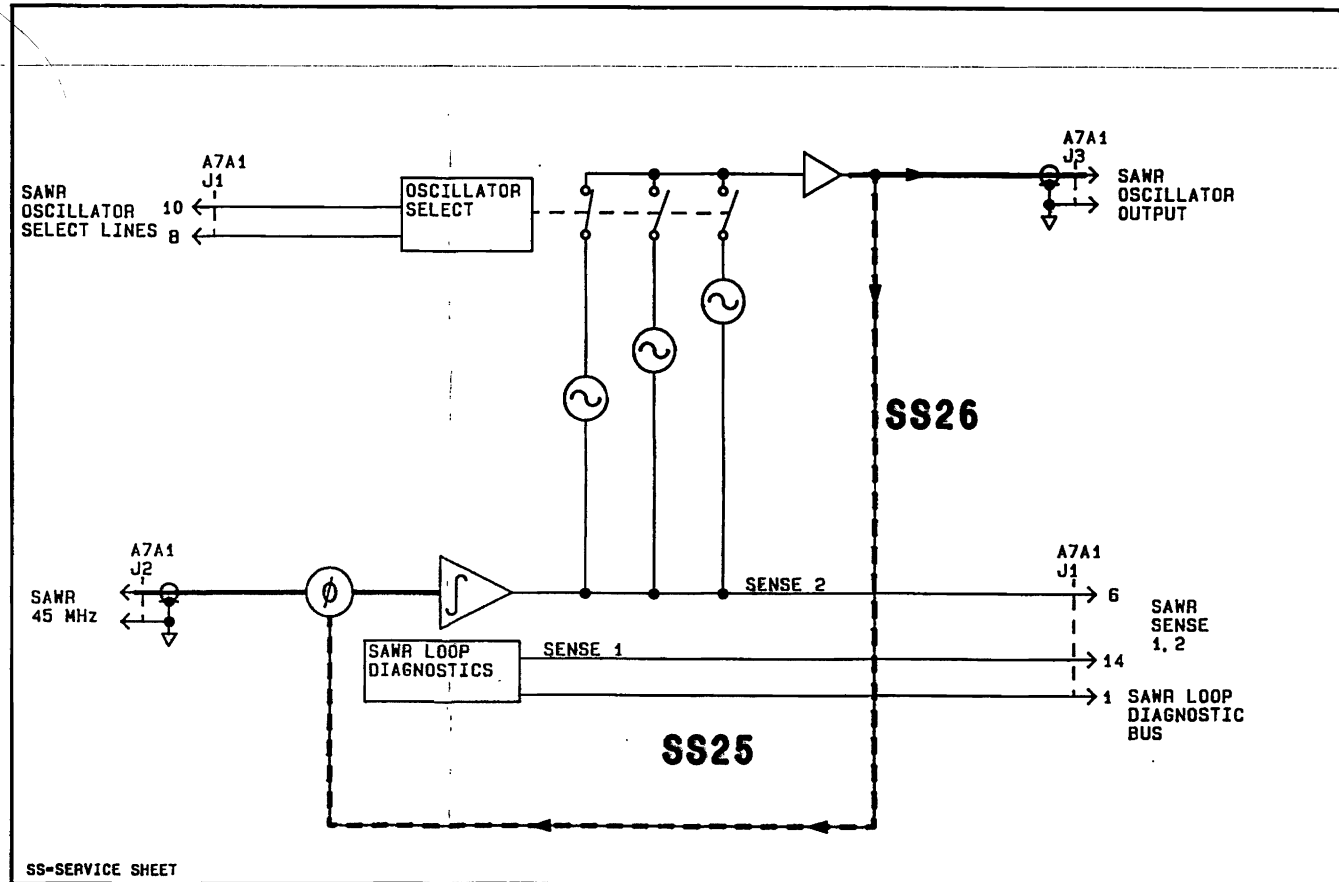 A7A1
J1
SAWR
OSCILLATOR
SELECT LINES
10
8
OSCILLATOR
SELECT
A7A1
J3
SAWR
OSCILLATOR
OUTPUT
SS26
A7A1
J2
SAWR
45 MHz
ϕ
∫
SENSE 2
A7A1
J1
6
SAWR
SENSE
1, 2
SAWR LOOP
DIAGNOSTICS
SENSE 1
14
1
SAWR LOOP
DIAGNOSTIC
BUS
SS25
SS=SERVICE SHEET